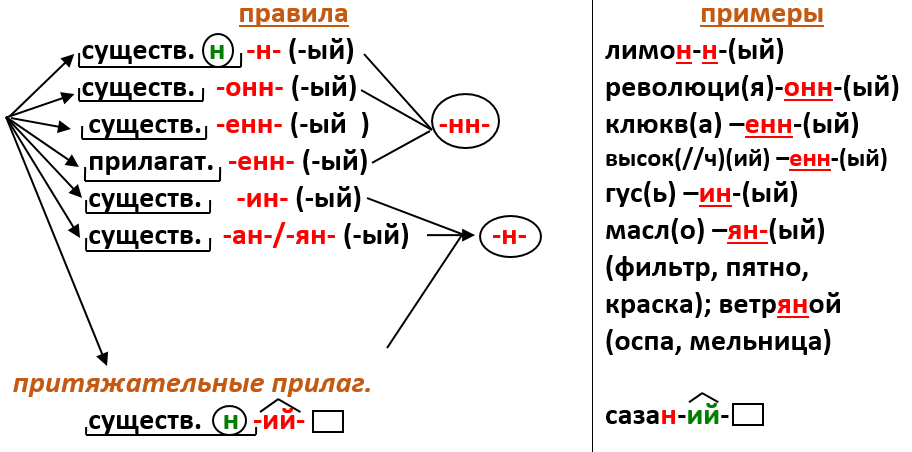 правила
существ. н -н- (-ый)
существ. -онн- (-ый)
существ. -енн- (-ый )
прилагат. -енн- (-ый)
существ. -ин- (-ый)
существ. -ан-/-ян- (-ый)
-нн-
-н-
притяжательные прилаг.
существ. н -ий-
примеры
лимон-н-(ый)
революци(я)-онн-(ый)
клюкв(а) –енн-(ый)
высок(//ч)(ий) –енн-(ый)
гус(ь) –ин-(ый)
масл(о) –ян-(ый)
(фильтр, пятно,
краска); ветряной
(оспа, мельница)
сазан-ий-